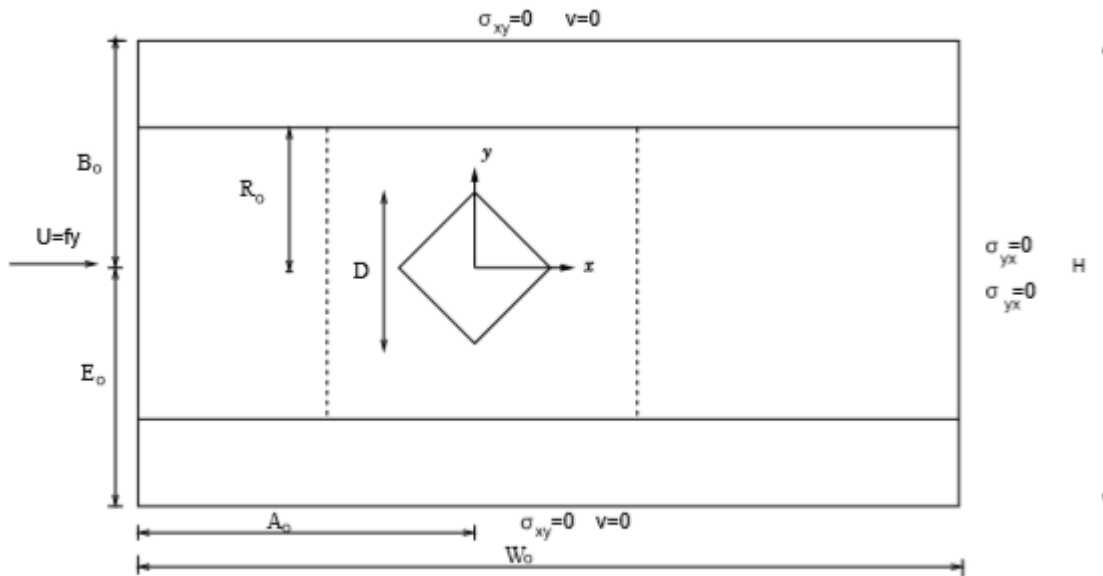 σxy=0 v=0
Bo
Ro
y
U=fy
D
x
σyx=0
H
σyx=0
Eo
Ao
σxy=0 v=0
Wo